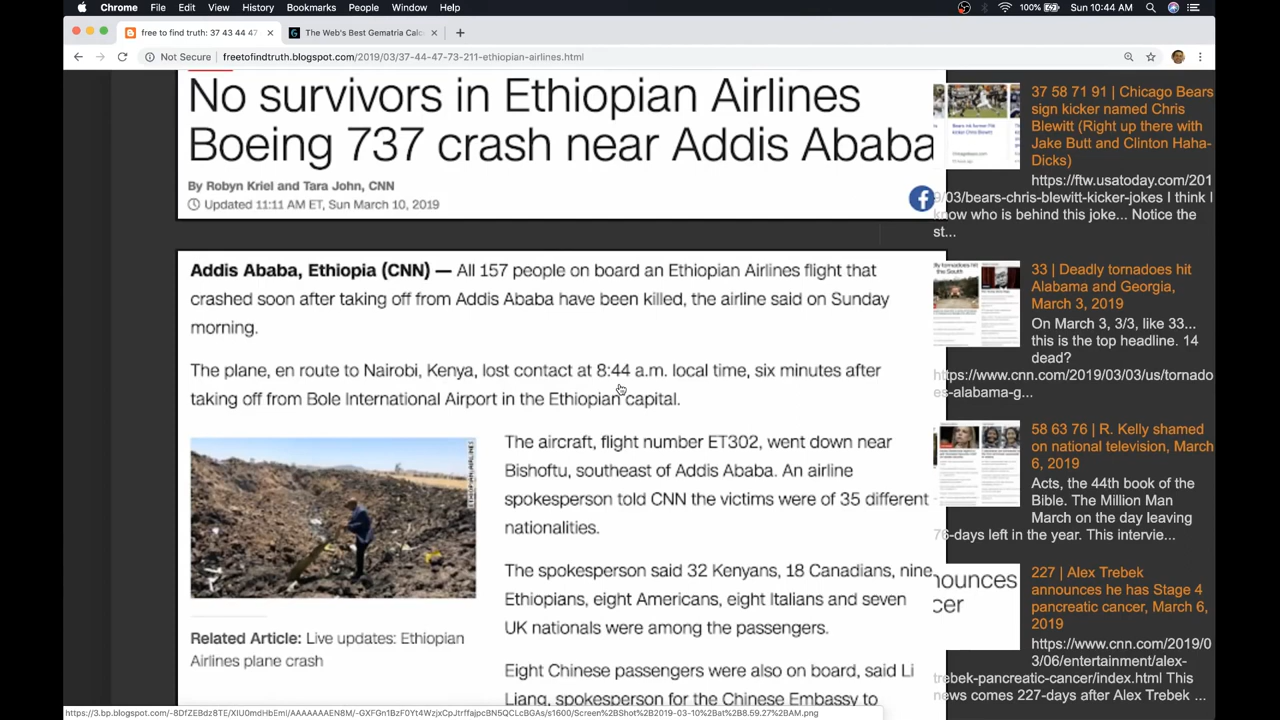 Chrome File Edit View History Bookmarks People Window Help 100% Sun 10:44 AM
free to find truth: 37 43 44 47 The Web's Best Gematria Calc
Not Secure freetofindtruth.blogspot.com/2019/03/37-44-47-73-211-ethiopian-airlines.html
No survivors in Ethiopian Airlines
Boeing 737 crash near Addis Ababa
By Robyn Kriel and Tara John, CNN
Updated 11:11 AM ET, Sun March 10, 2019
Addis Ababa, Ethiopia (CNN) — All 157 people on board an Ethiopian Airlines flight that
crashed soon after taking off from Addis Ababa have been killed, the airline said on Sunday
morning.
The plane, en route to Nairobi, Kenya, lost contact at 8:44 a.m. local time, six minutes after
taking off from Bole International Airport in the Ethiopian capital.
The aircraft, flight number ET302, went down near
Bishoftu, southeast of Addis Ababa. An airline
spokesperson told CNN the victims were of 35 different
nationalities.
The spokesperson said 32 Kenyans, 18 Canadians, nine
Ethiopians, eight Americans, eight Italians and seven
UK nationals were among the passengers.
Eight Chinese passengers were also on board, said Li
Liang, spokesperson for the Chinese Embassy to
Related Article: Live updates: Ethiopian
Airlines plane crash
37 58 71 91 | Chicago Bears
sign kicker named Chris
Blewitt (Right up there with
Jake Butt and Clinton Haha-
Dicks)
https://ftw.usatoday.com/201
9/03/bears-chris-blewitt-kicker-jokes I think I
know who is behind this joke... Notice the
st...
33 | Deadly tornadoes hit
Alabama and Georgia,
March 3, 2019
On March 3, 3/3, like 33...
this is the top headline. 14
dead?
https://www.cnn.com/2019/03/03/us/tornado
es-alabama-g...
58 63 76 | R. Kelly shamed
on national television, March
6, 2019
Acts, the 44th book of the
Bible. The Million Man
March on the day leaving
76-days left in the year. This intervie...
nounces
cer
227 | Alex Trebek
announces he has Stage 4
pancreatic cancer, March 6,
2019
https://www.cnn.com/2019/0
3/06/entertainment/alex-
trebek-pancreatic-cancer/index.html This
news comes 227-days after Alex Trebek ...